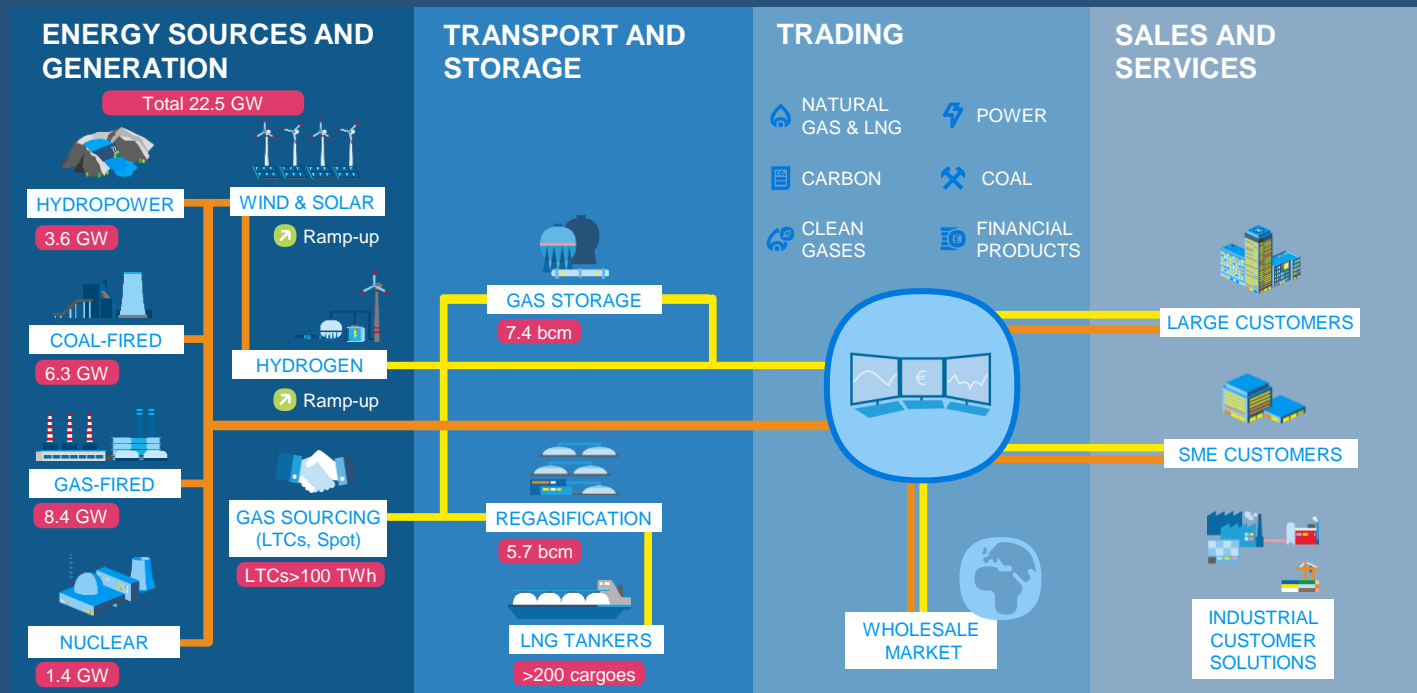 ENERGY SOURCES AND
GENERATION
Total 22.5 GW
HYDROPOWER
3.6 GW
WIND & SOLAR
Ramp-up
COAL-FIRED
6.3 GW
HYDROGEN
Ramp-up
GAS-FIRED
8.4 GW
GAS SOURCING
(LTCs, Spot)
LTCs>100 TWh
NUCLEAR
1.4 GW
TRANSPORT AND
STORAGE
GAS STORAGE
7.4 bcm
REGASIFICATION
5.7 bcm
LNG TANKERS
>200 cargoes
TRADING
NATURAL
GAS & LNG
POWER
CARBON
COAL
CLEAN
GASES
FINANCIAL
PRODUCTS
€
WHOLESALE
MARKET
SALES AND
SERVICES
LARGE CUSTOMERS
SME CUSTOMERS
INDUSTRIAL
CUSTOMER
SOLUTIONS